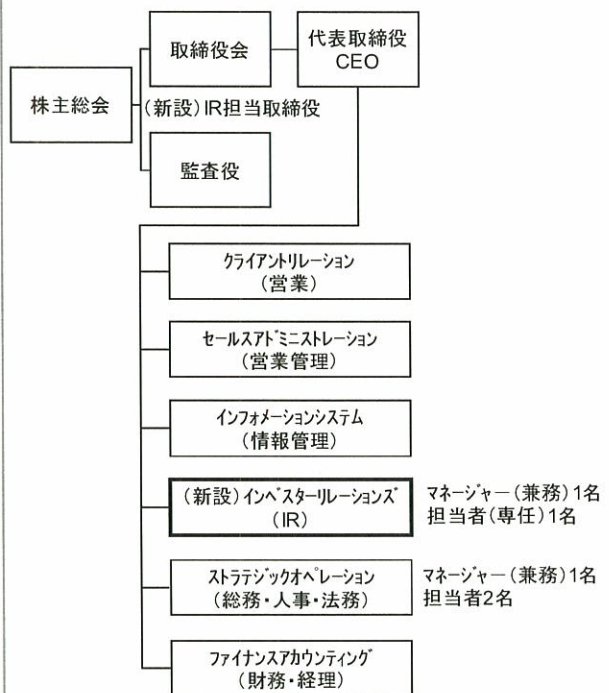 取締役会
代表取締役
CEO
株主総会
(新設)IR担当取締役
監査役
クライアントリレーション
(営業)
セールスアドミニストレーション
(営業管理)
インフォメーションシステム
(情報管理)
(新設)インベスターリレーションズ
(IR)
マネージャー(兼務)1名
担当者(専任)1名
ストラテジックオペレーション
(総務・人事・法務)
マネージャー(兼務)1名
担当者2名
ファイナンスアカウンティング
(財務・経理)